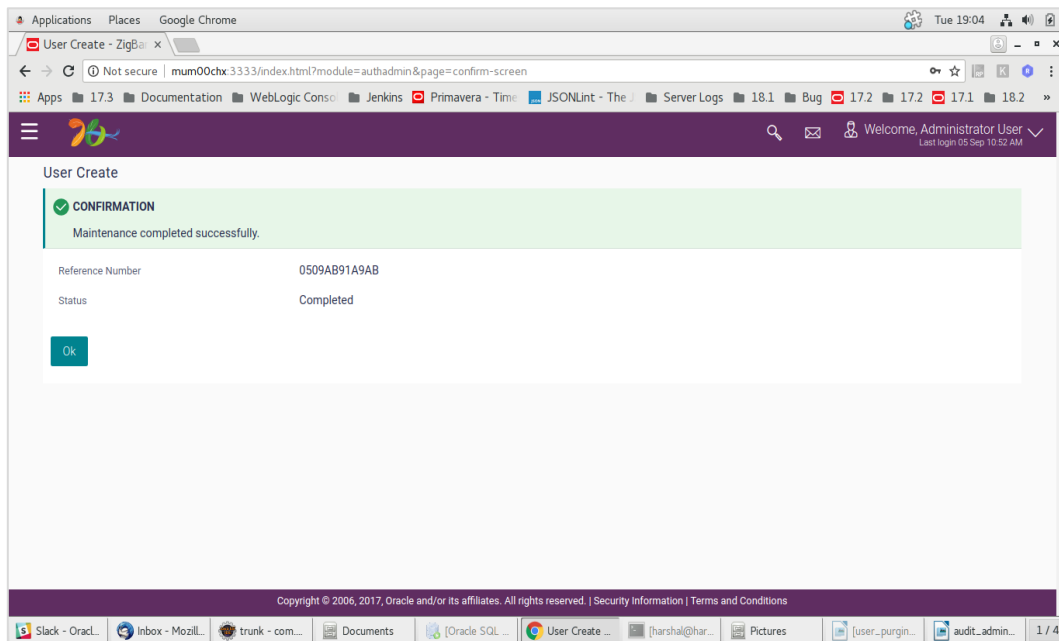 Applications Places Google Chrome Tue 19:04
User Create - ZigBa
Not secure | mum00chx:3333/index.html?module=authadmin&page=confirm-screen
Apps 17.3 Documentation WebLogic Conso Jenkins Primavera - Time JSONLint - The J Server Logs 18.1 Bug 17.2 17.2 17.1 18.2 »
Welcome, Administrator User
Last login 05 Sep 10:52 AM
User Create
CONFIRMATION
Maintenance completed successfully.
Reference Number 0509AB91A9AB
Status Completed
Ok
Copyright © 2006, 2017, Oracle and/or its affiliates. All rights reserved. | Security Information | Terms and Conditions
Slack - Oracl... Inbox - Mozill... trunk - com.... Documents [Oracle SQL ... User Create ... [harshal@har... Pictures [user_purgin... audit_admin... 1 / 4